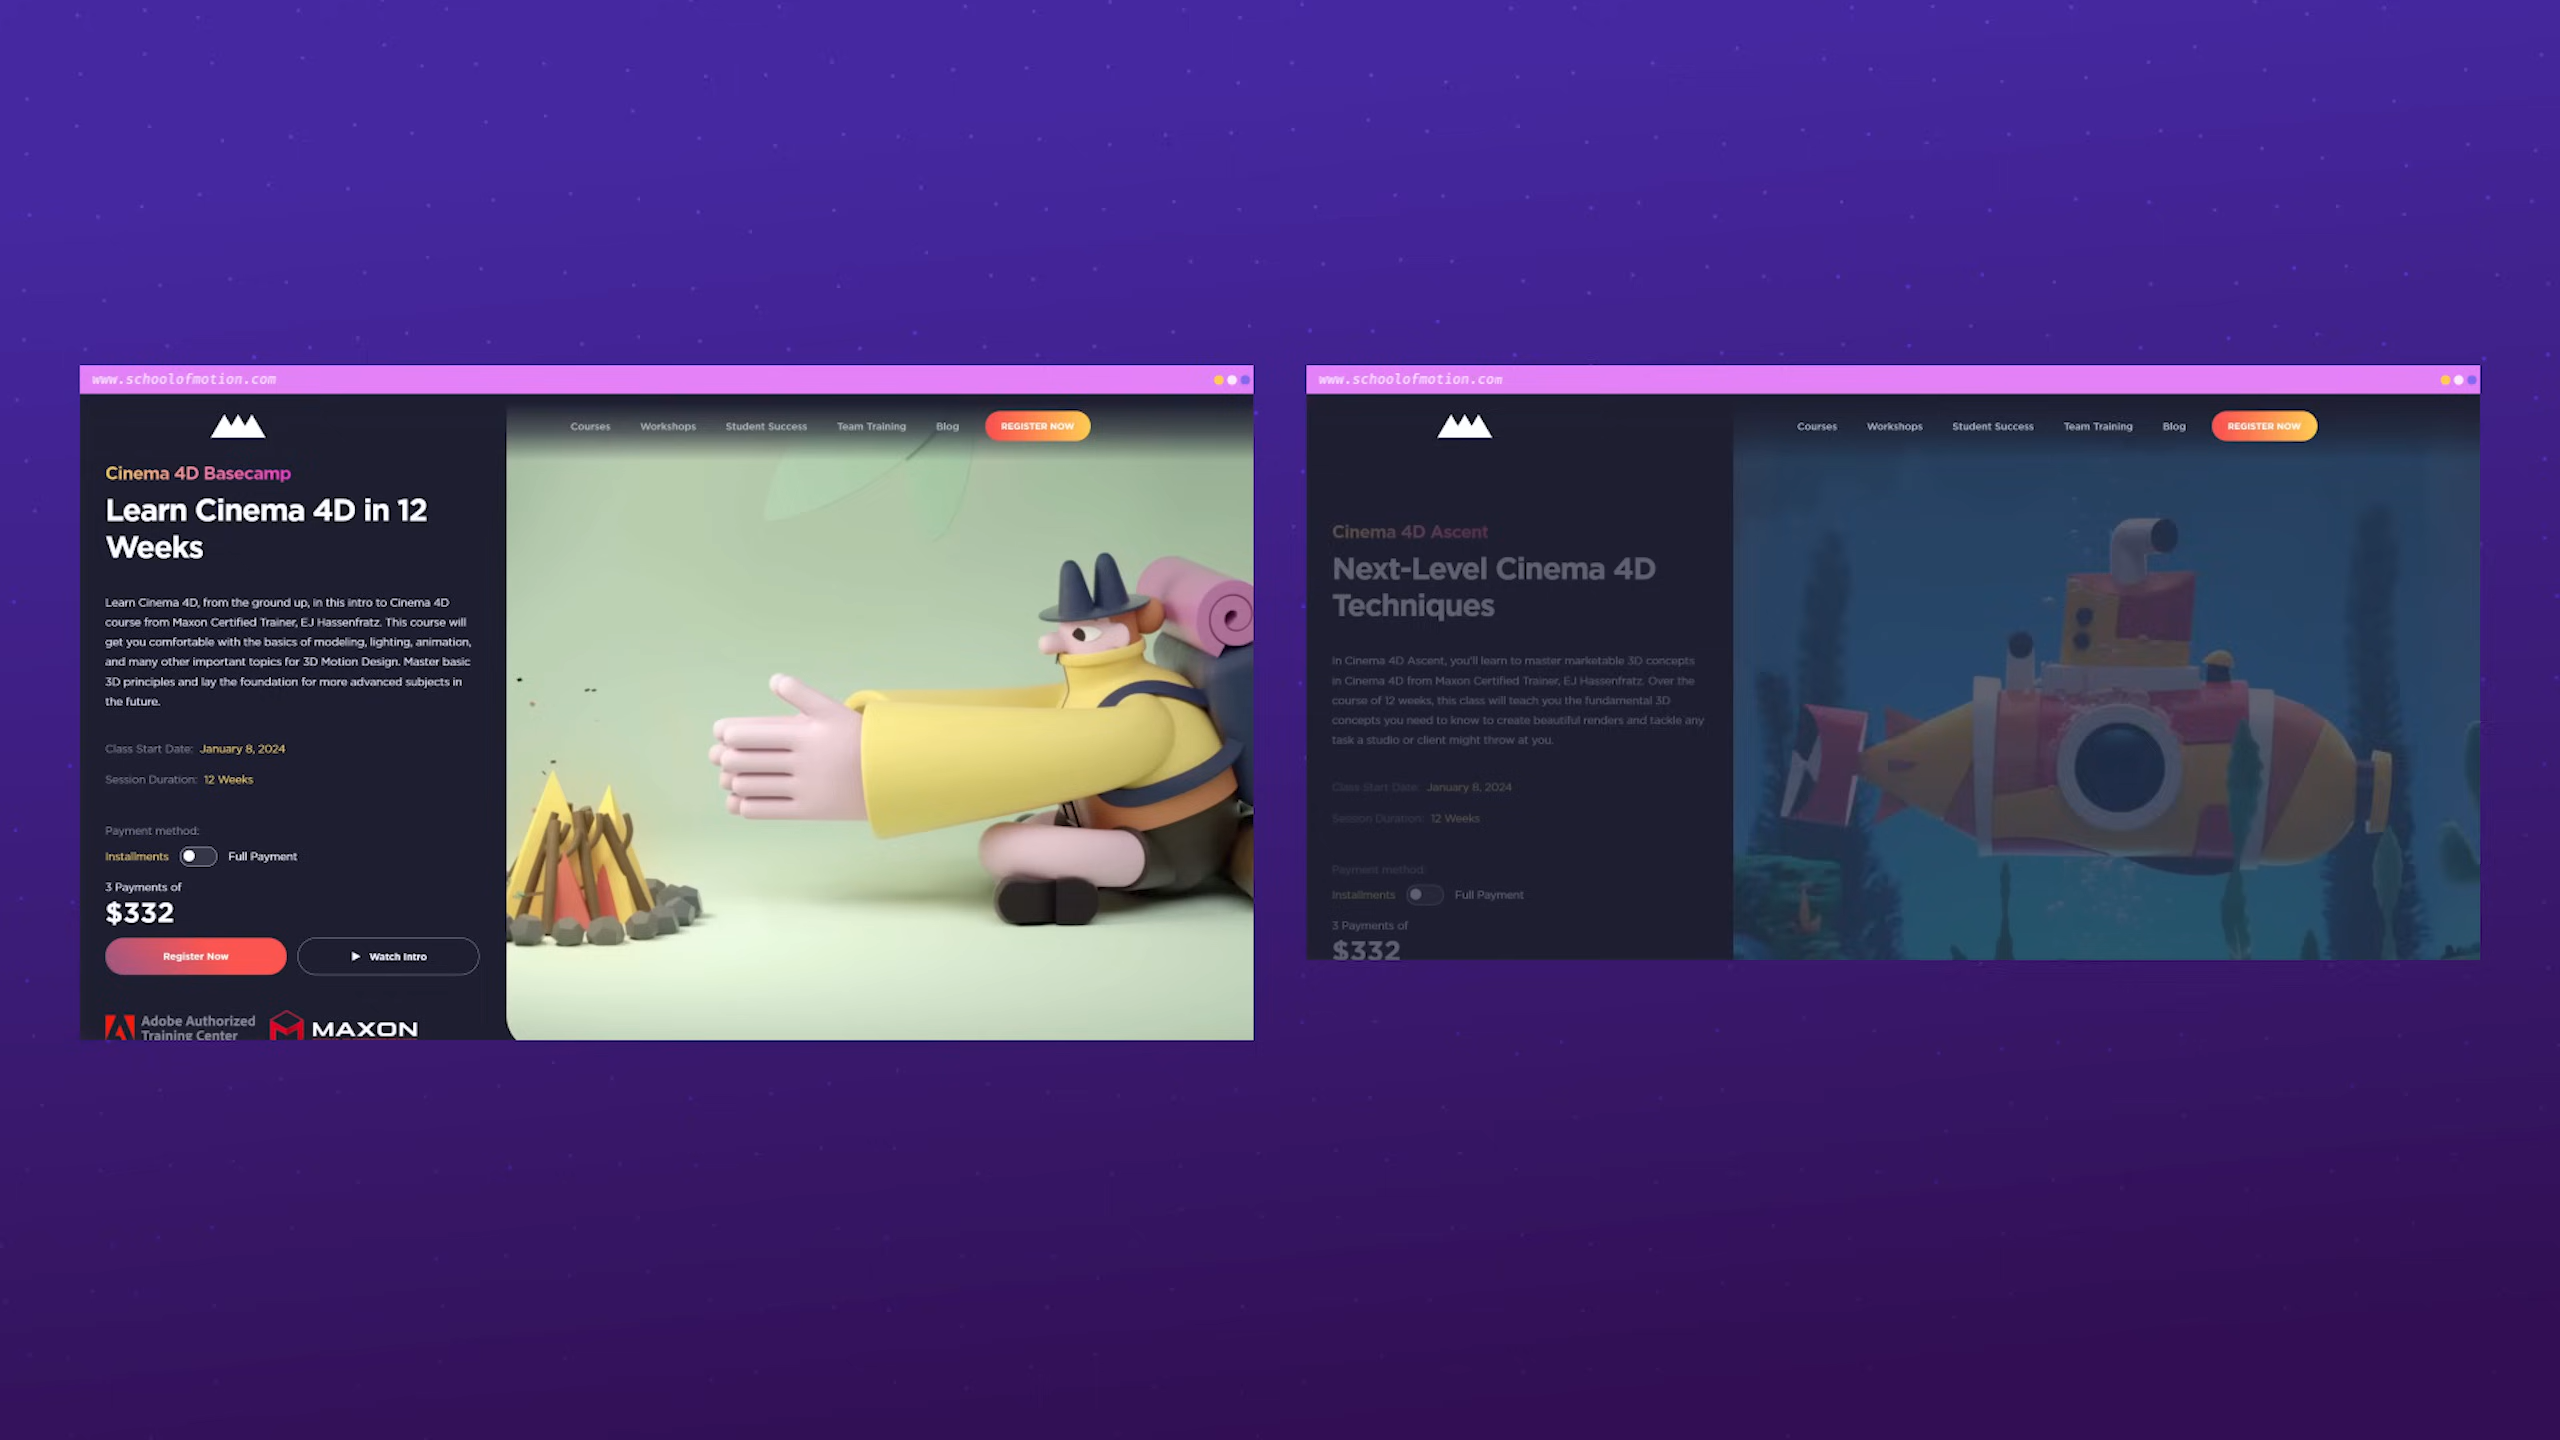 www.schoolofmotion.com
Courses Workshops Student Success Team Training Blog REGISTER NOW
Cinema 4D Basecamp
Learn Cinema 4D in 12
Weeks
Learn Cinema 4D, from the ground up, in this intro to Cinema 4D
course from Maxon Certified Trainer, EJ Hassenfratz. This course will
get you comfortable with the basics of modeling, lighting, animation,
and many other important topics for 3D Motion Design. Master basic
3D principles and lay the foundation for more advanced subjects in
the future.
Class Start Date: January 8, 2024
Session Duration: 12 Weeks
Payment method:
Installments Full Payment
3 Payments of
$332
Register Now Watch Intro
Adobe Authorized
Training Center
MAXON
www.schoolofmotion.com
Courses Workshops Student Success Team Training Blog REGISTER NOW
Cinema 4D Ascent
Next-Level Cinema 4D
Techniques
In Cinema 4D Ascent, you'll learn to master marketable 3D concepts
in Cinema 4D from Maxon Certified Trainer, EJ Hassenfratz. Over the
course of 12 weeks, this class will teach you the fundamental 3D
concepts you need to know to create beautiful renders and tackle any
task a studio or client might throw at you.
Class Start Date: January 8, 2024
Session Duration: 12 Weeks
Payment method:
Installments Full Payment
3 Payments of
$332